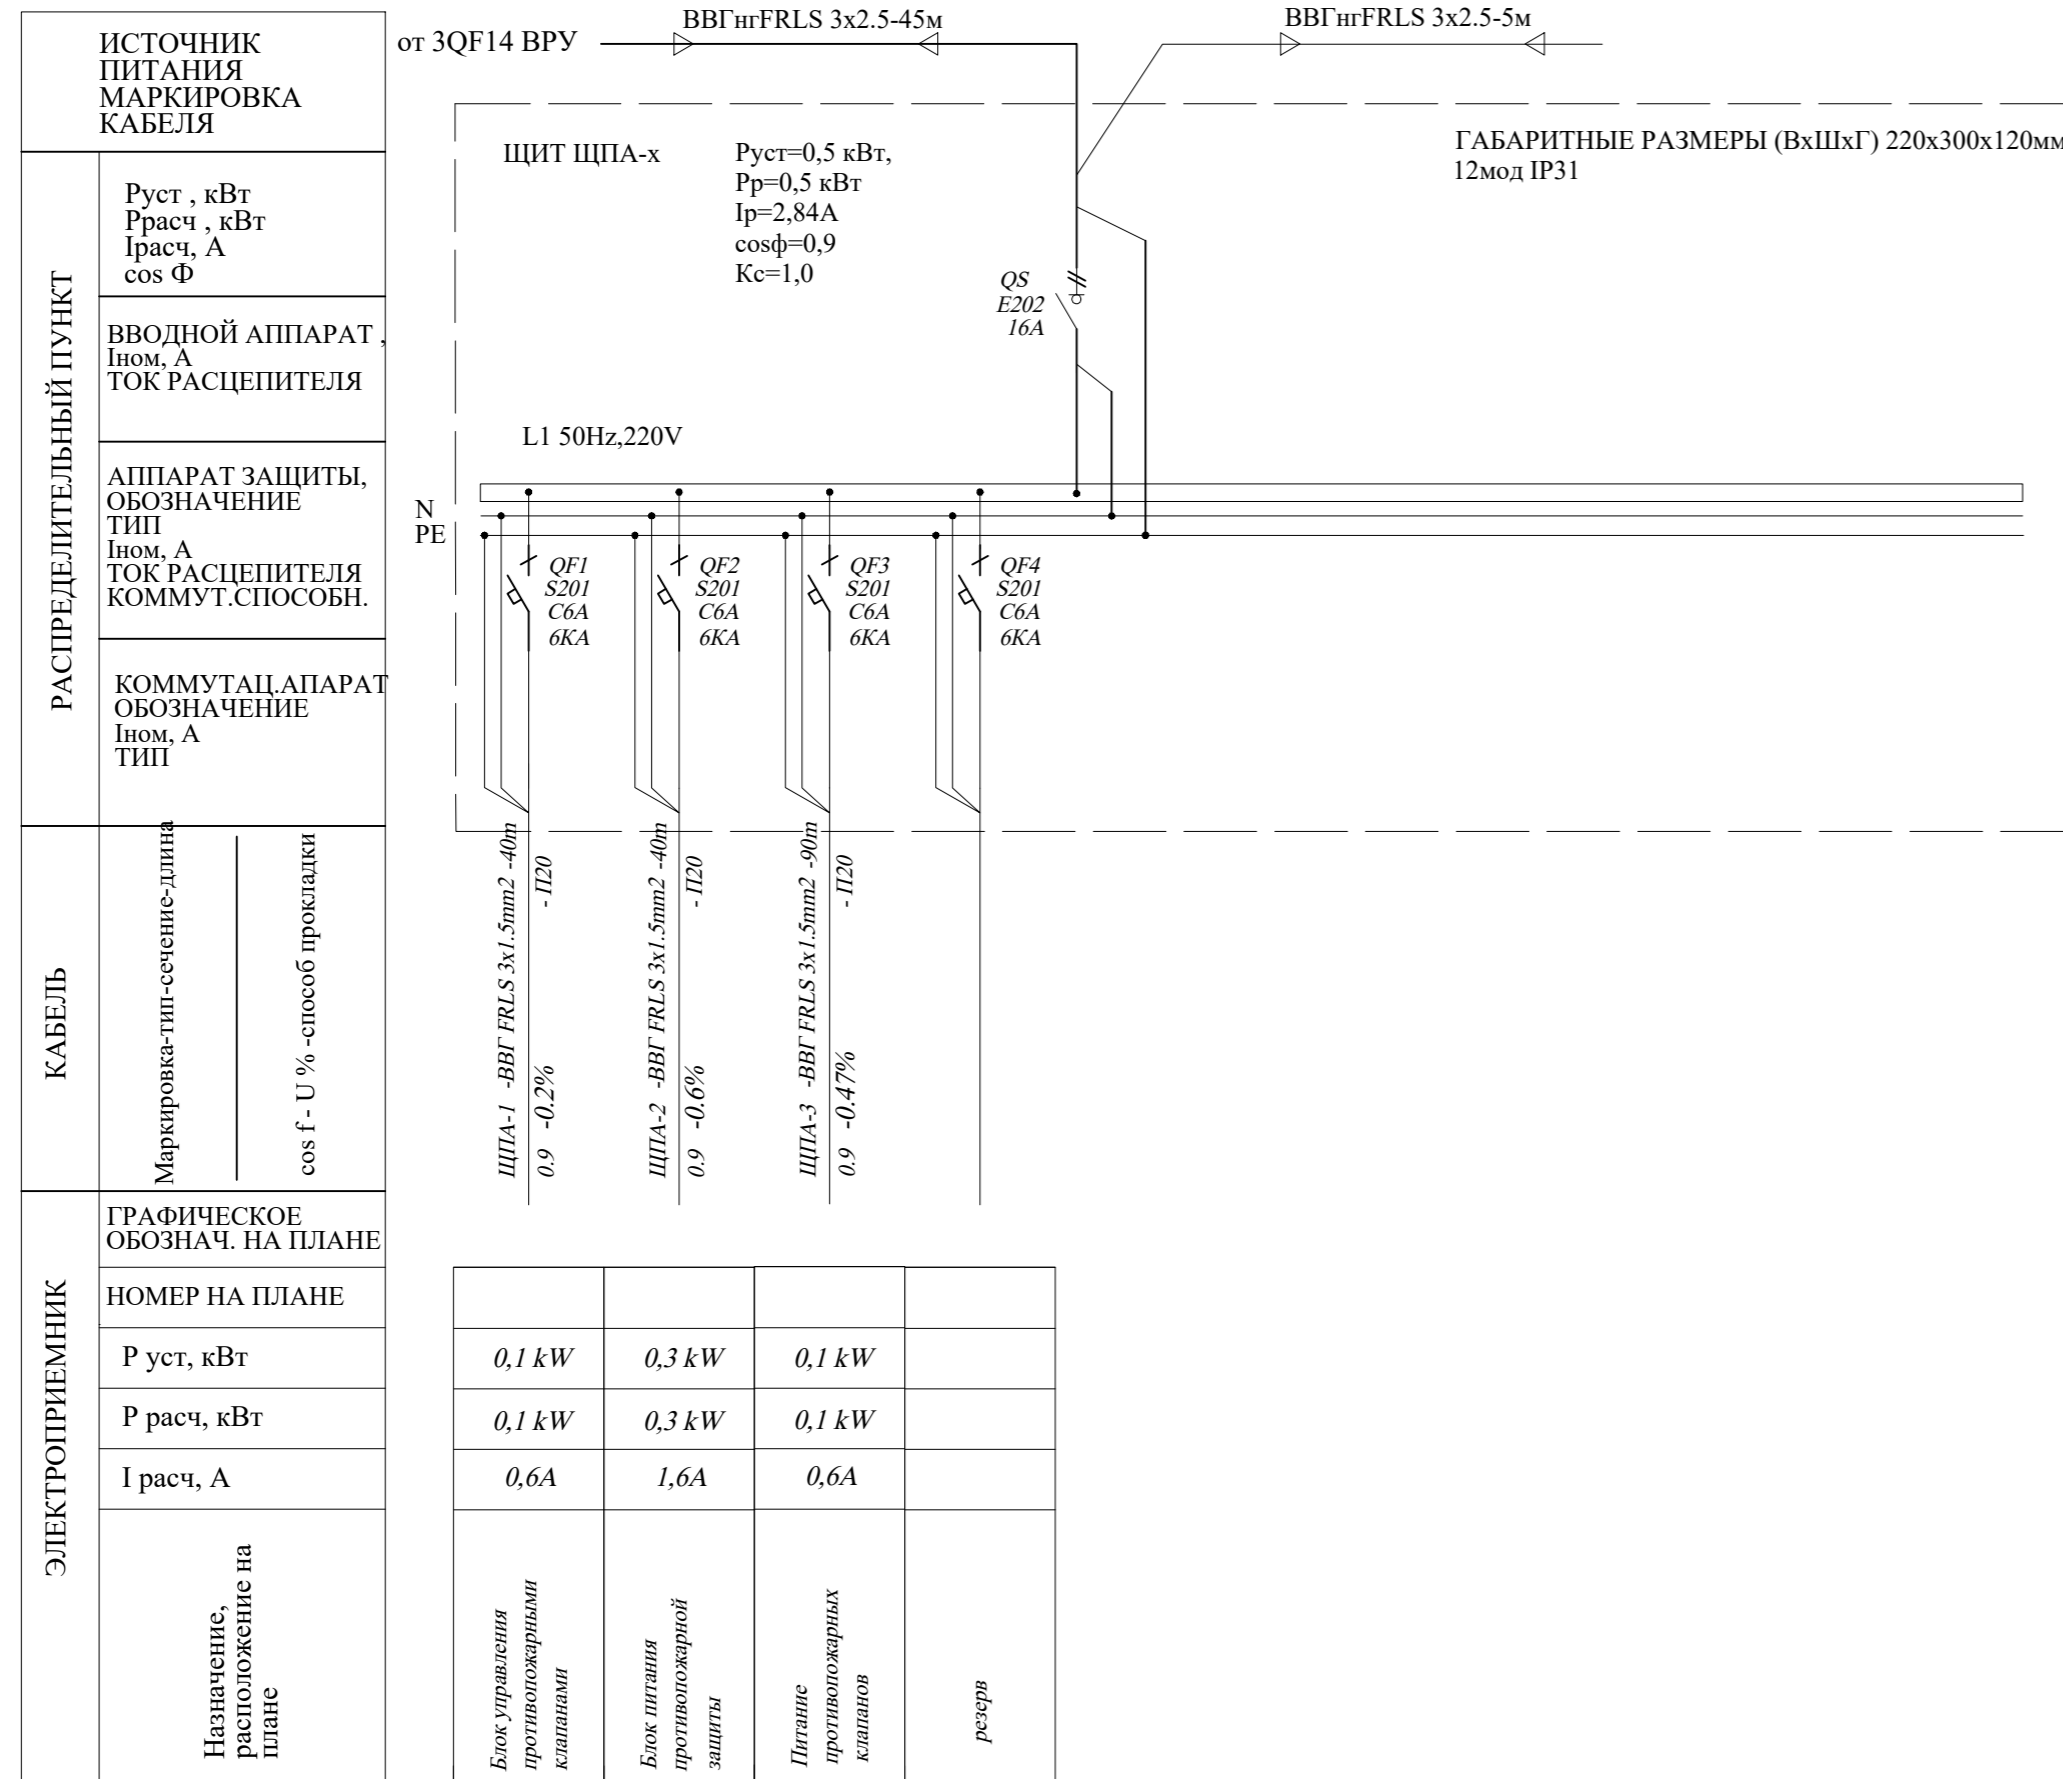 ИСТОЧНИК
ПИТАНИЯ
МАРКИРОВКА
КАБЕЛЯ
от 3QF14 ВРУ
ВВГнгFRLS 3х2.5-45м
ВВГнгFRLS 3х2.5-5м
РАСПРЕДЕЛИТЕЛЬНЫЙ ПУНКТ
Руст , кВт
Ррасч , кВт
Iрасч, А
cos Ф
ВВОДНОЙ АППАРАТ ,
Iном, А
ТОК РАСЦЕПИТЕЛЯ
АППАРАТ ЗАЩИТЫ,
ОБОЗНАЧЕНИЕ
ТИП
Iном, А
ТОК РАСЦЕПИТЕЛЯ
КОММУТ.СПОСОБН.
КОММУТАЦ.АПАРАТ
ОБОЗНАЧЕНИЕ
Iном, А
ТИП
ЩИТ ЩПА-х
Руст=0,5 кВт,
Рр=0,5 кВт
Iр=2,84А
cosф=0,9
Кс=1,0
ГАБАРИТНЫЕ РАЗМЕРЫ (ВхШхГ) 220х300х120мм
12мод IP31
QS
E202
16A
L1 50Hz,220V
N
PE
QF1
S201
C6A
6КА
QF2
S201
C6A
6КА
QF3
S201
C6A
6КА
QF4
S201
C6A
6КА
КАБЕЛЬ
Маркировка-тип-сечение-длина
cos f - U % -способ прокладки
ЩПА-1 -ВВГ FRLS 3x1.5mm2 -40m
0.9 -0.2% - П20
ЩПА-2 -ВВГ FRLS 3x1.5mm2 -40m
0.9 -0.6% - П20
ЩПА-3 -ВВГ FRLS 3x1.5mm2 -90m
0.9 -0.47% - П20
ЭЛЕКТРОПРИЕМНИК
ГРАФИЧЕСКОЕ
ОБОЗНАЧ. НА ПЛАНЕ
НОМЕР НА ПЛАНЕ
Р уст, кВт
0,1 kW
0,3 kW
0,1 kW
Р расч, кВт
0,1 kW
0,3 kW
0,1 kW
I расч, А
0,6А
1,6А
0,6А
Назначение,
расположение на
плане
Блок управления
противопожарными
клапанами
Блок питания
противопожарной
защиты
Питание
противопожарных
клапанов
резерв